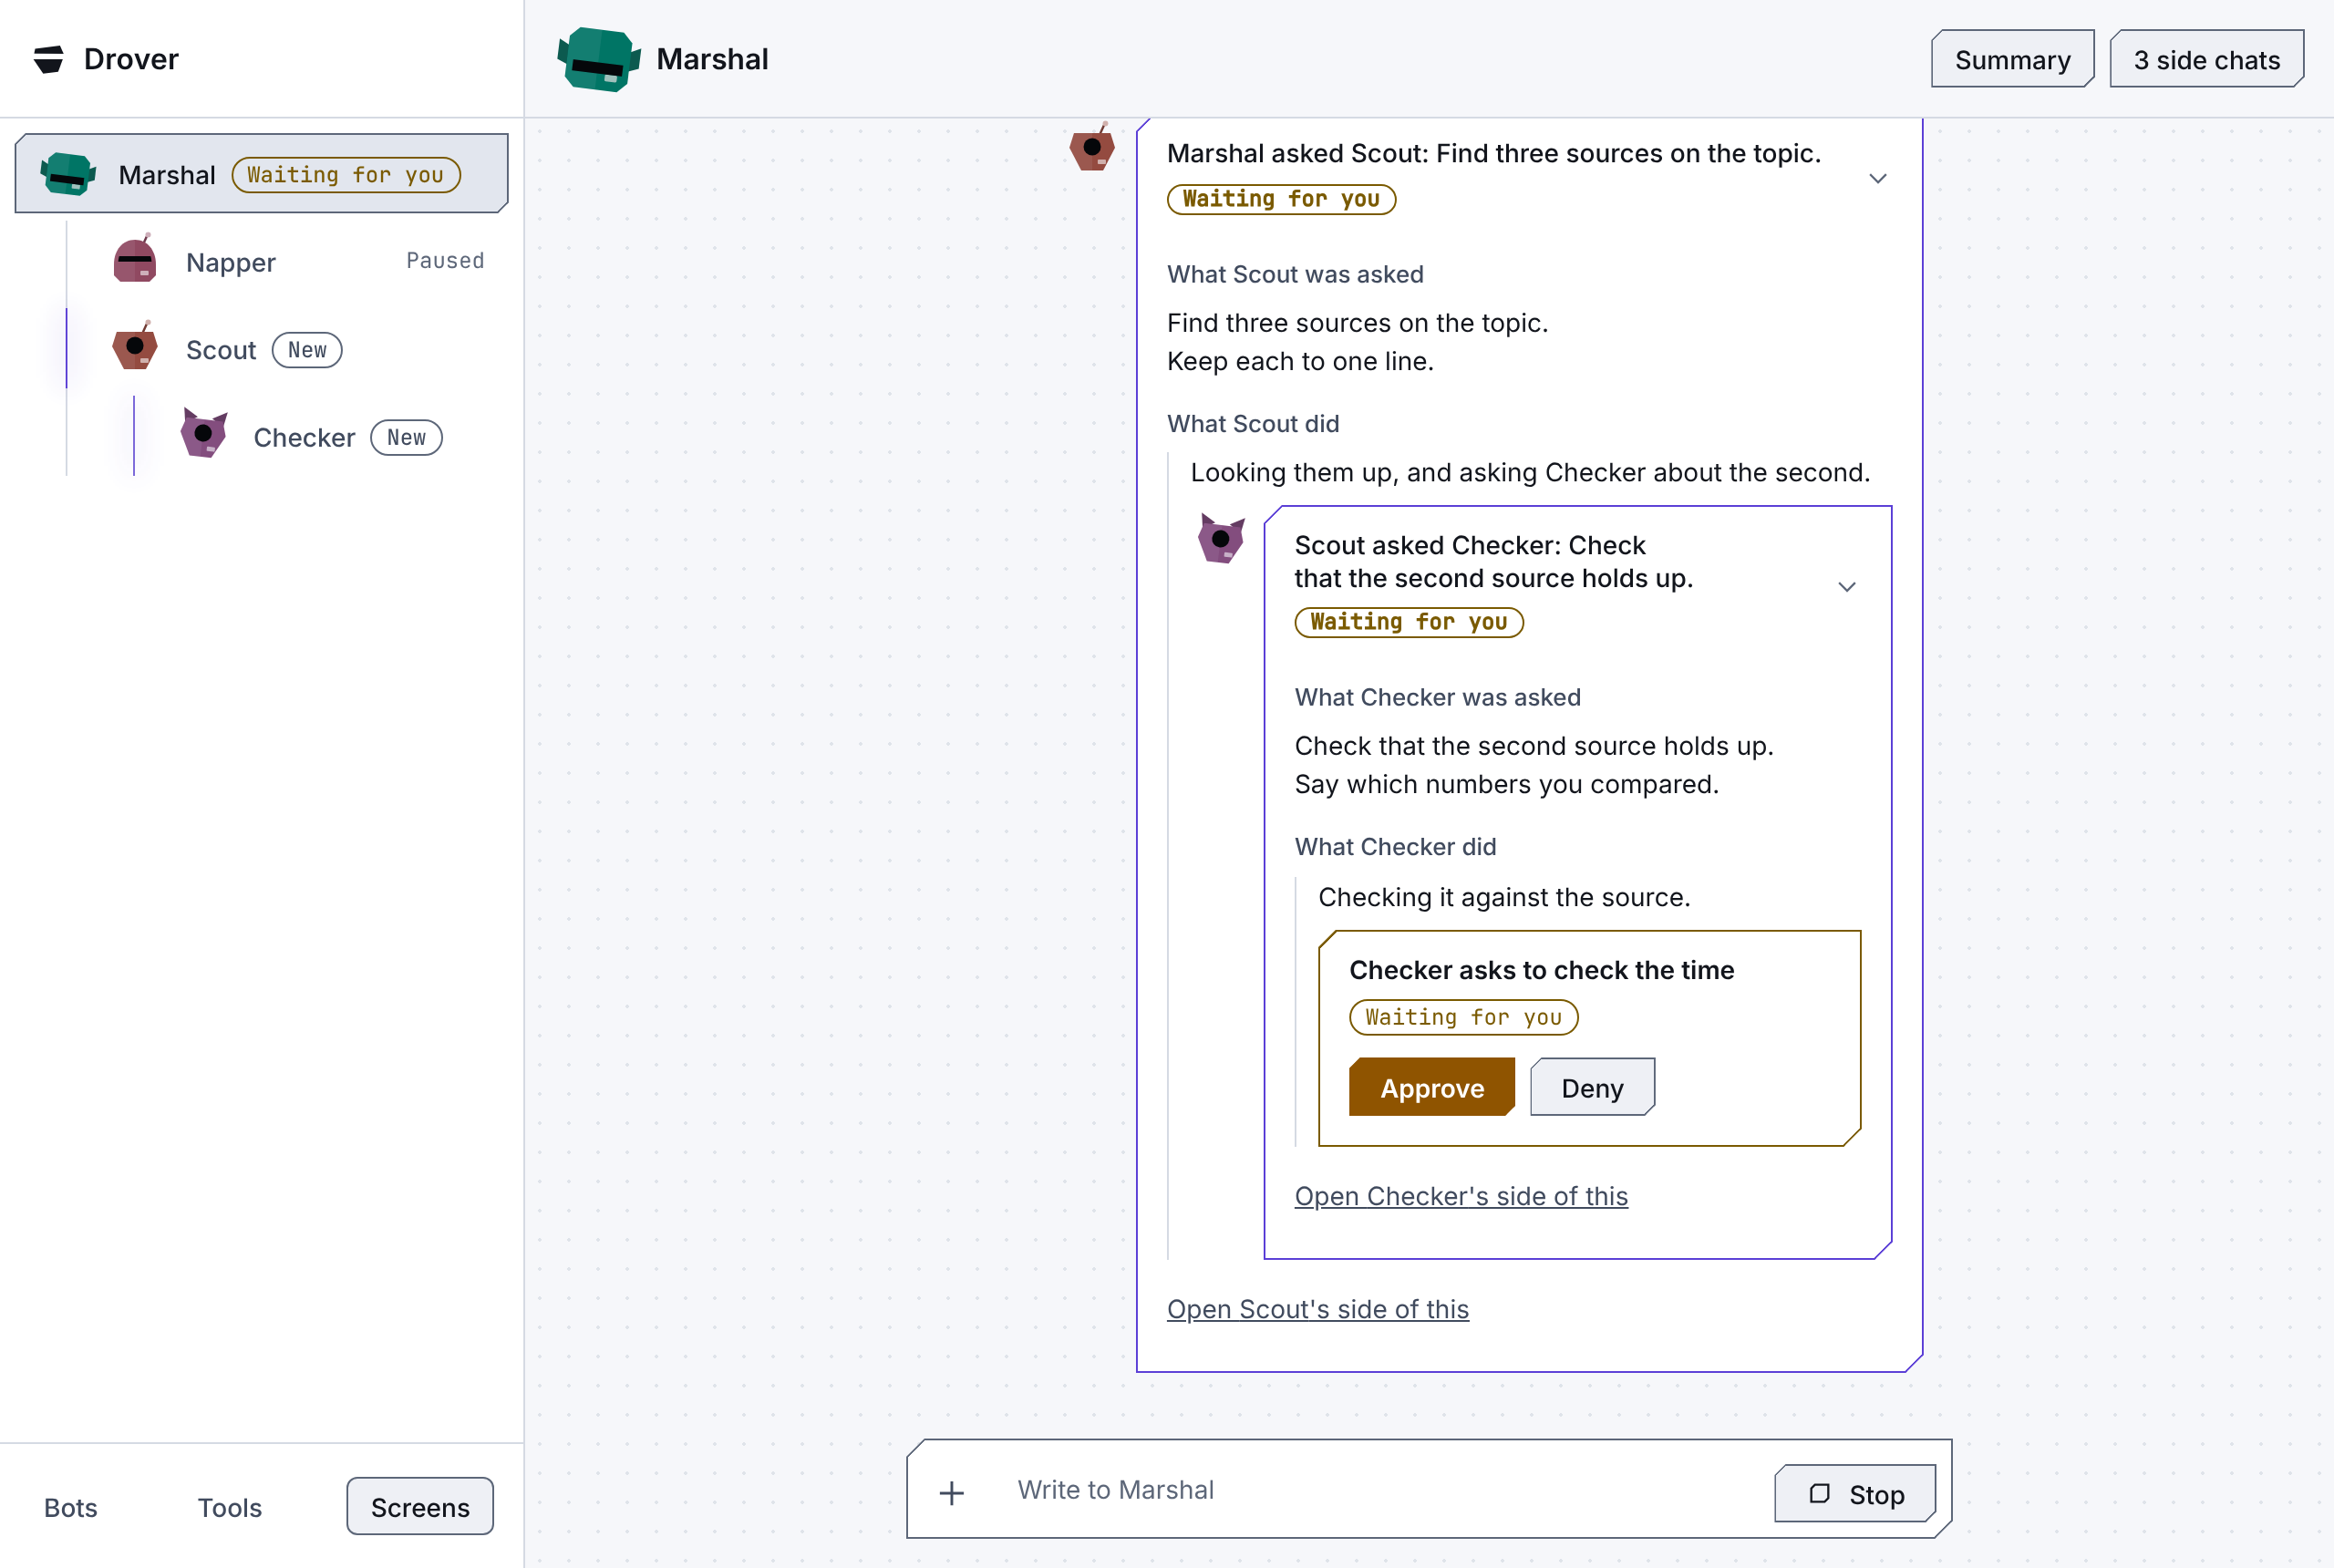 Drover
Marshal
Summary
3 side chats
Marshal Waiting for you
Napper Paused
Scout New
Checker New
Marshal asked Scout: Find three sources on the topic.
Waiting for you
What Scout was asked
Find three sources on the topic.
Keep each to one line.
What Scout did
Looking them up, and asking Checker about the second.
Scout asked Checker: Check
that the second source holds up.
Waiting for you
What Checker was asked
Check that the second source holds up.
Say which numbers you compared.
What Checker did
Checking it against the source.
Checker asks to check the time
Waiting for you
Approve
Deny
Open Checker's side of this
Open Scout's side of this
Write to Marshal
Stop
Bots
Tools
Screens